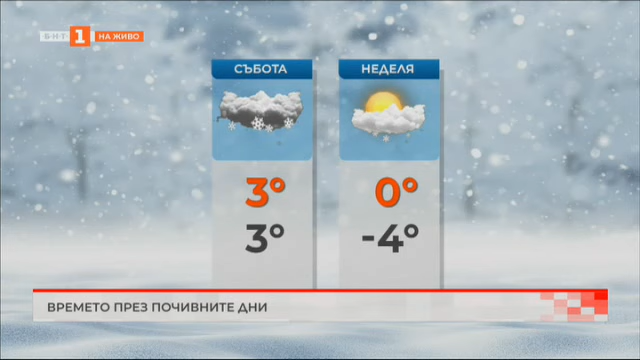 БНТ 1 НА ЖИВО
СЪБОТА
НЕДЕЛЯ
3°
0°
3°
-4°
ВРЕМЕТО ПРЕЗ ПОЧИВНИТЕ ДНИ